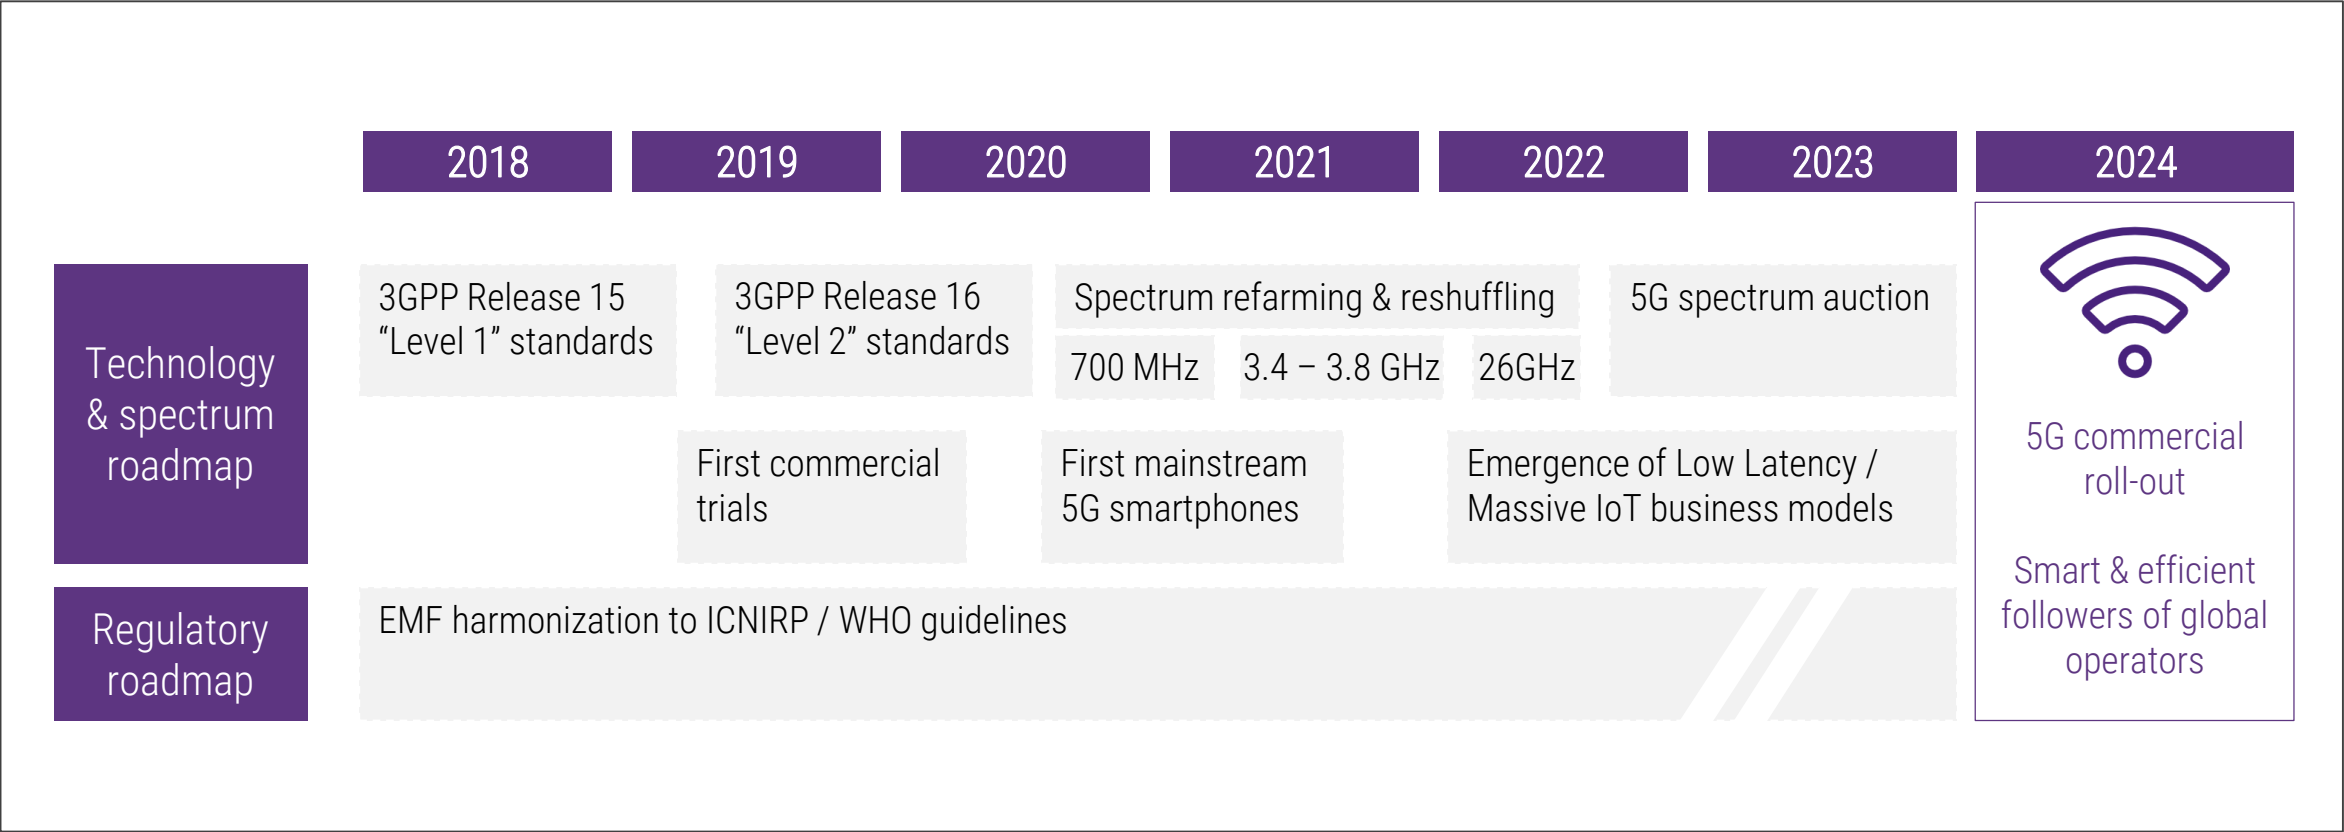 2018
2019
2020
2021
2022
2023
2024
Technology
& spectrum
roadmap
3GPP Release 15
“Level 1” standards
3GPP Release 16
“Level 2” standards
Spectrum refarming & reshuffling
700 MHz
3.4 – 3.8 GHz
26GHz
5G spectrum auction
First commercial
trials
First mainstream
5G smartphones
Emergence of Low Latency /
Massive IoT business models
Regulatory
roadmap
EMF harmonization to ICNIRP / WHO guidelines
5G commercial
roll-out
Smart & efficient
followers of global
operators